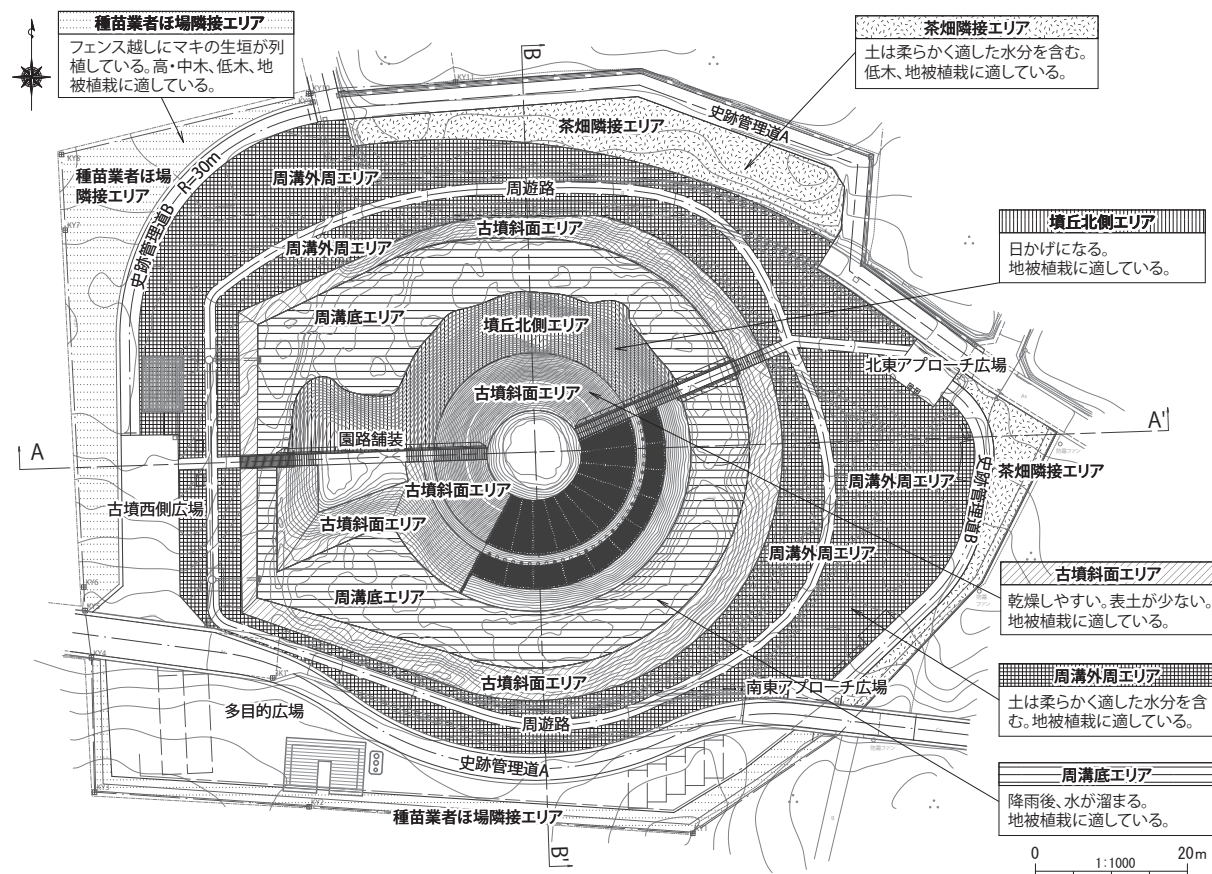 種苗業者ほ場隣接エリア
フェンス越しにマキの生垣が列
植している。高・中木、低木、地
被植栽に適している。
茶畑隣接エリア
土は柔らかく適した水分を含む。
低木、地被植栽に適している。
B
KY11
KY8
KY7
史跡管理道A
茶畑隣接エリア
種苗業者ほ場
隣接エリア
史跡管理道B
R=30m
周溝外周エリア
周遊路
周溝外周エリア
古墳斜面エリア
墳丘北側エリア
日かげになる。
地被植栽に適している。
周溝底エリア
墳丘北側エリア
北東アプローチ広場
古墳斜面エリア
A
A'
園路舗装
古墳斜面エリア
周溝外周エリア
茶畑隣接エリア
史跡管理道B
古墳西側広場
古墳斜面エリア
周溝外周エリア
古墳斜面エリア
乾燥しやすい。表土が少ない。
地被植栽に適している。
KY6
周溝底エリア
KY4
古墳斜面エリア
南東アプローチ広場
周溝外周エリア
土は柔らかく適した水分を含
む。地被植栽に適している。
多目的広場
周遊路
史跡管理道A
周溝底エリア
降雨後、水が溜まる。
地被植栽に適している。
KY3
KY2
種苗業者ほ場隣接エリア
KY1
B'
0
20m
1:1000